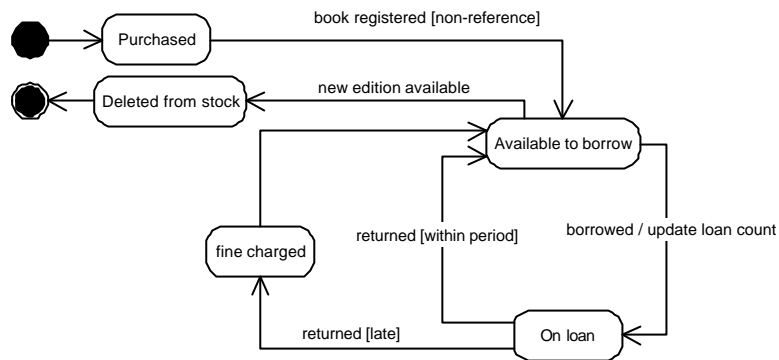 book registered [non-reference]
Purchased
new edition available
Deleted from stock
Available to borrow
returned [within period]
borrowed / update loan count
fine charged
returned [late]
On loan